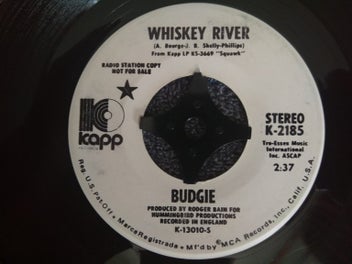 WHISKEY RIVER
(A. Bourge-J. B. Shelly-Phillips)
From Kapp LP KS-3669 "Squawk"
RADIO STATION COPY
NOT FOR SALE
STEREO
K-2185
kapp
Tro-Essex Music
International
Inc. ASCAP
2:37
BUDGIE
PRODUCED BY RODGER BAIN FOR
HUMMINGBIRD PRODUCTIONS
RECORDED IN ENGLAND
K-13010-S
Reg. U.S. Pat. Off. • Marca Registrada • Mf'd by MCA Records, Inc., Calif. U.S.A.